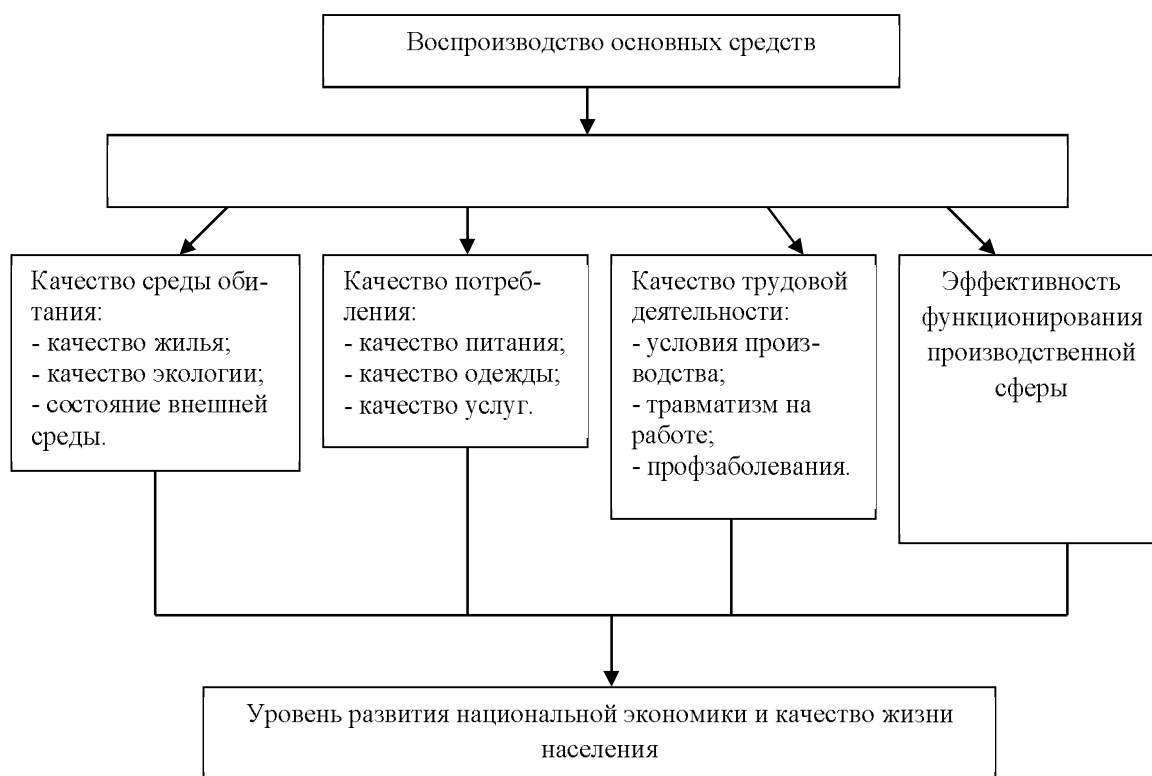 Воспроизводство основных средств
Качество среды оби-
тания:
- качество жилья;
- качество экологии;
- состояние внешней
среды.
Качество потреб-
ления:
- качество питания;
- качество одежды;
- качество услуг.
Качество трудовой
деятельности:
- условия произ-
водства;
- травматизм на
работе;
- профзаболевания.
Эффективность
функционирования
производственной
сферы
Уровень развития национальной экономики и качество жизни
населения